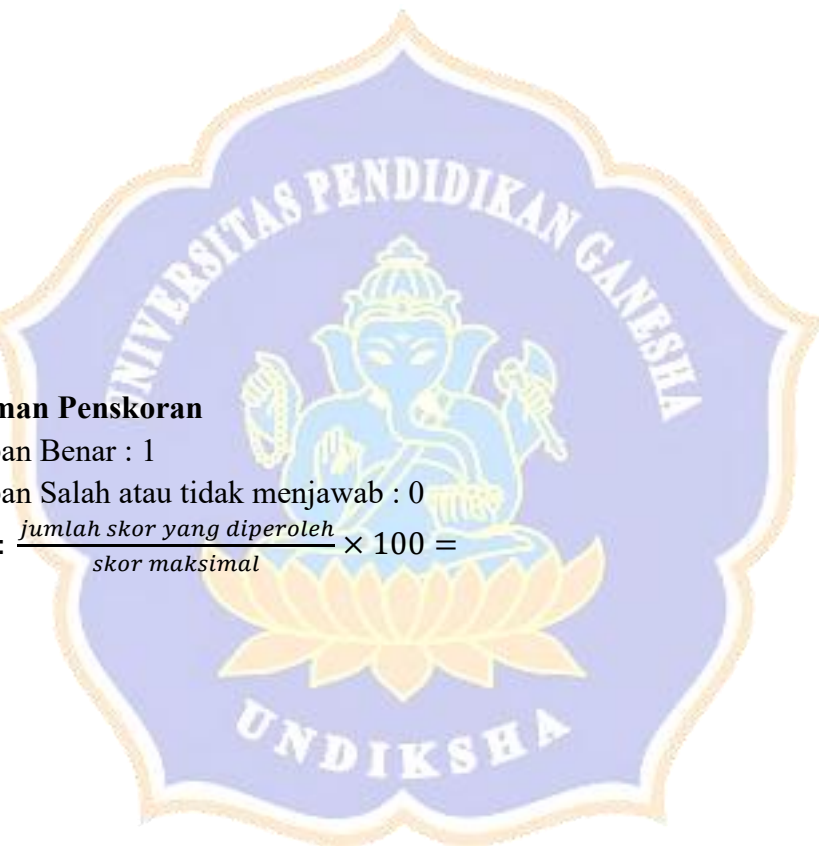 UNIVERSITAS PENDIDIKAN GANESHA
man Penskoran
an Benar : 1
an Salah atau tidak menjawab : 0
: jumlah skor yang diperoleh / skor maksimal × 100 =
UNDIKSHA